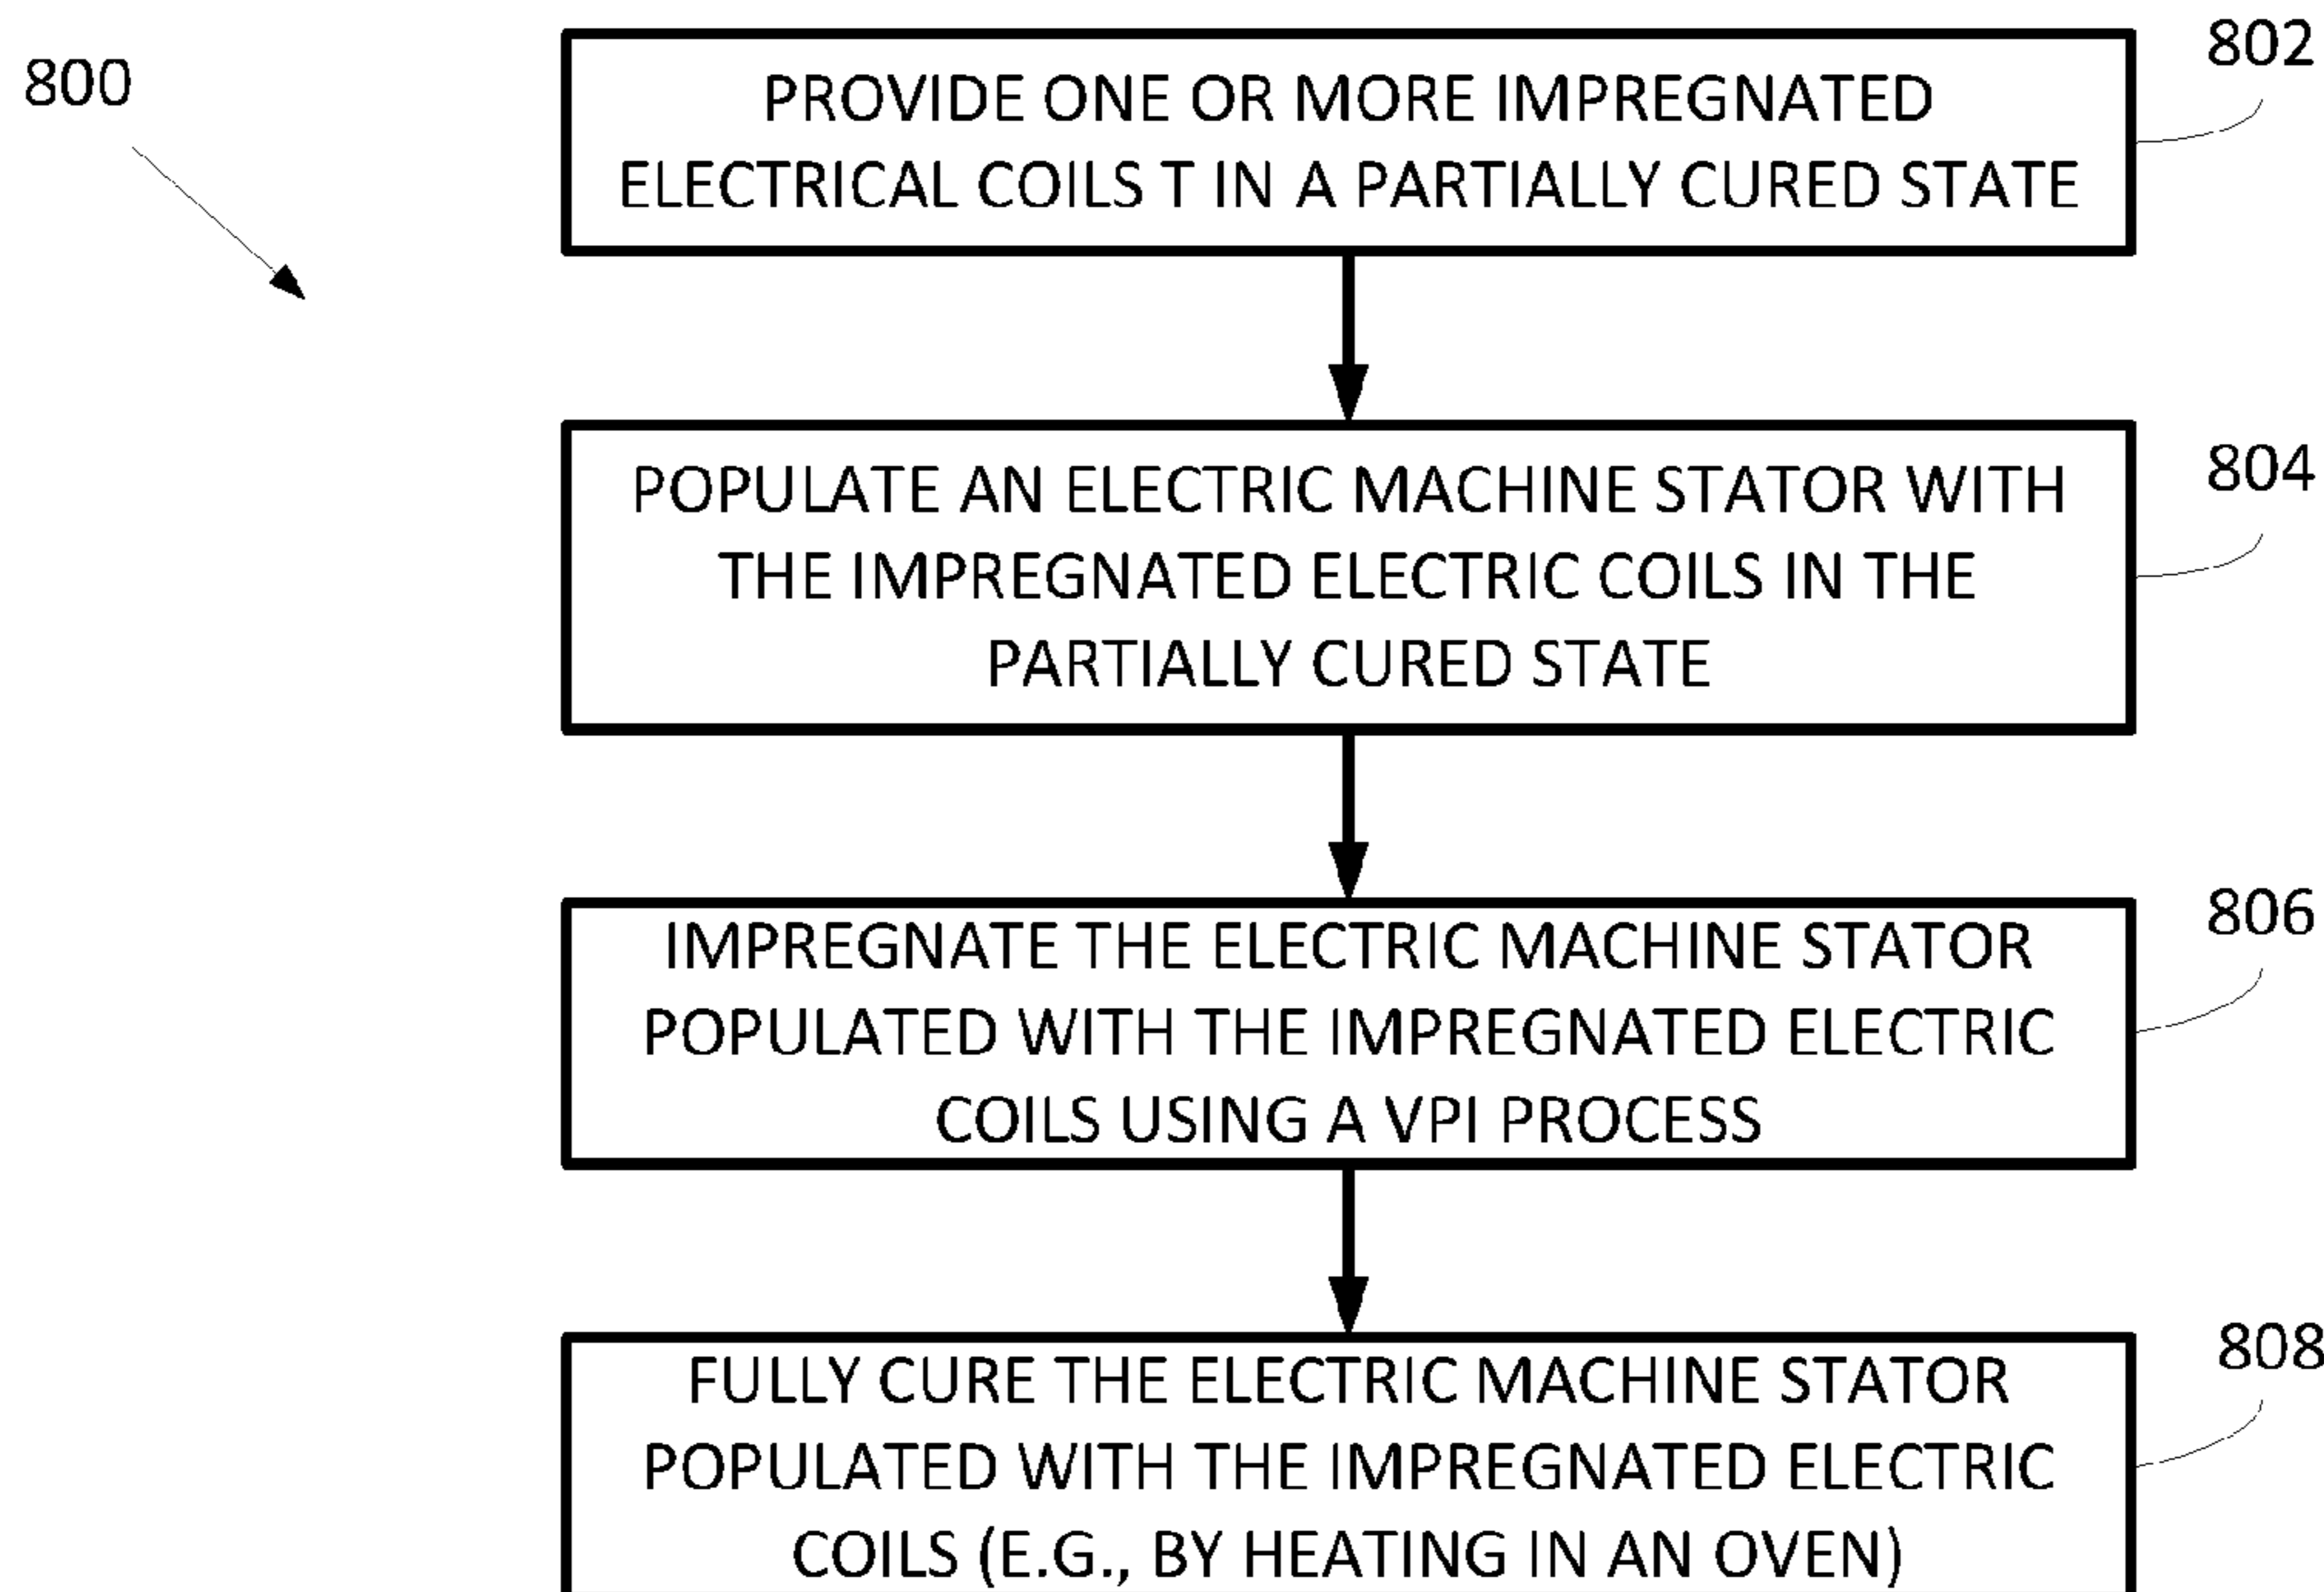 800
802
PROVIDE ONE OR MORE IMPREGNATED
ELECTRICAL COILS T IN A PARTIALLY CURED STATE
804
POPULATE AN ELECTRIC MACHINE STATOR WITH
THE IMPREGNATED ELECTRIC COILS IN THE
PARTIALLY CURED STATE
806
IMPREGNATE THE ELECTRIC MACHINE STATOR
POPULATED WITH THE IMPREGNATED ELECTRIC
COILS USING A VPI PROCESS
808
FULLY CURE THE ELECTRIC MACHINE STATOR
POPULATED WITH THE IMPREGNATED ELECTRIC
COILS (E.G., BY HEATING IN AN OVEN)